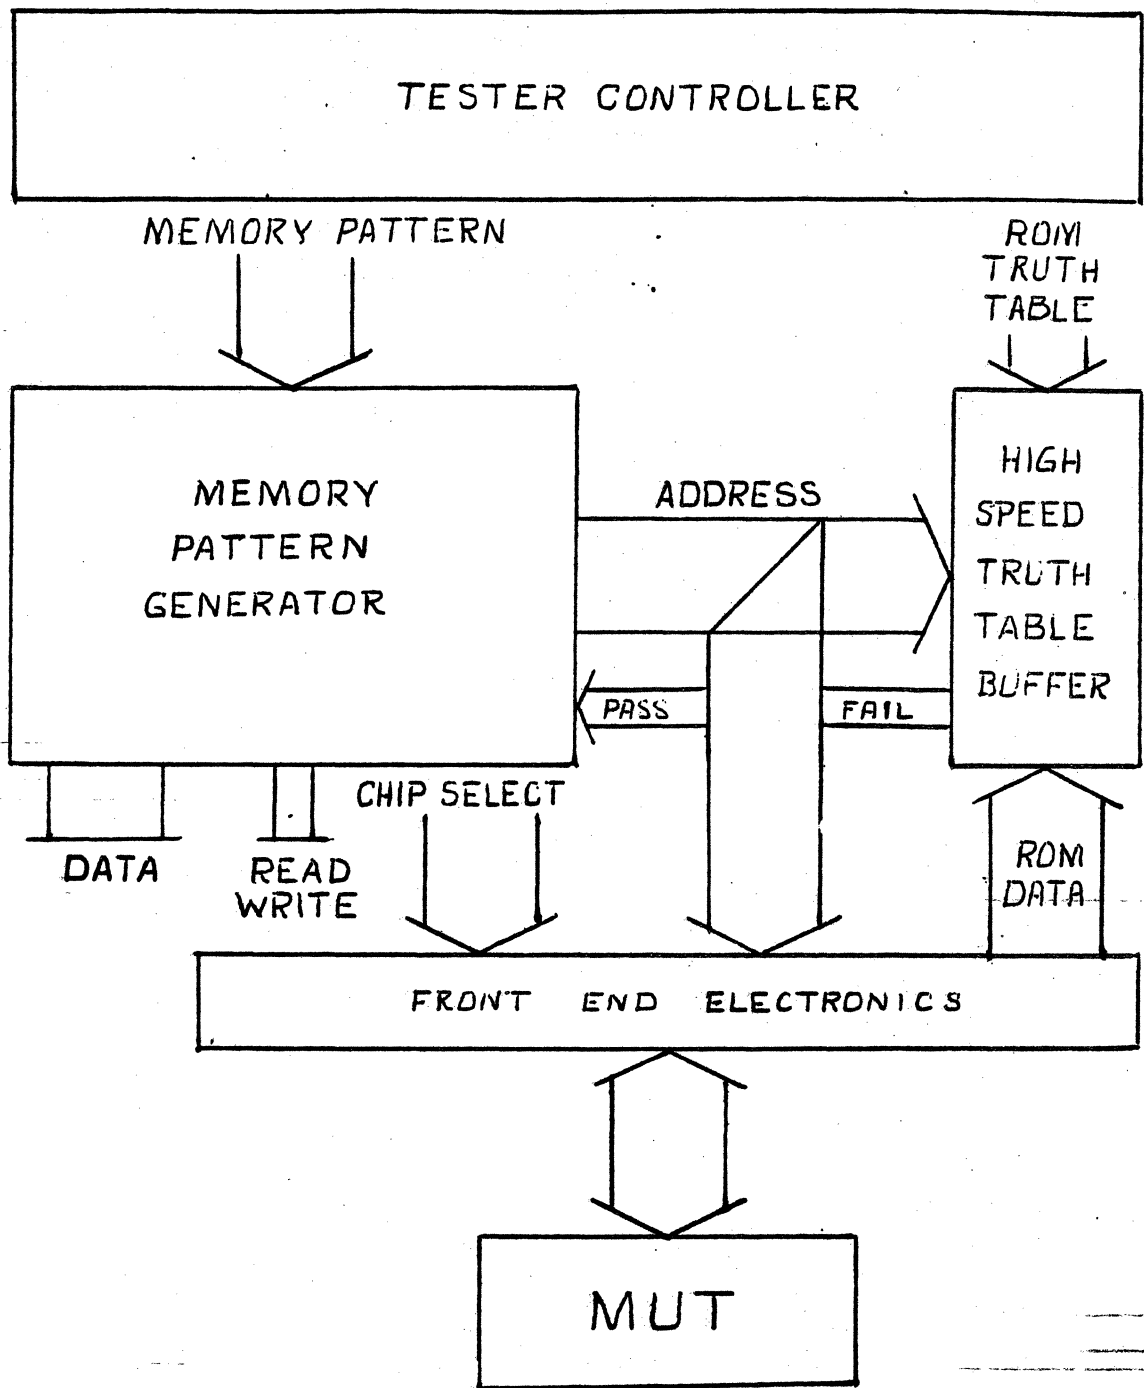 TESTER CONTROLLER
MEMORY PATTERN
ROM
TRUTH
TABLE
MEMORY
PATTERN
GENERATOR
ADDRESS
HIGH
SPEED
TRUTH
TABLE
BUFFER
PASS
FAIL
CHIP SELECT
DATA
READ
WRITE
ROM
DATA
FRONT END ELECTRONICS
MUT